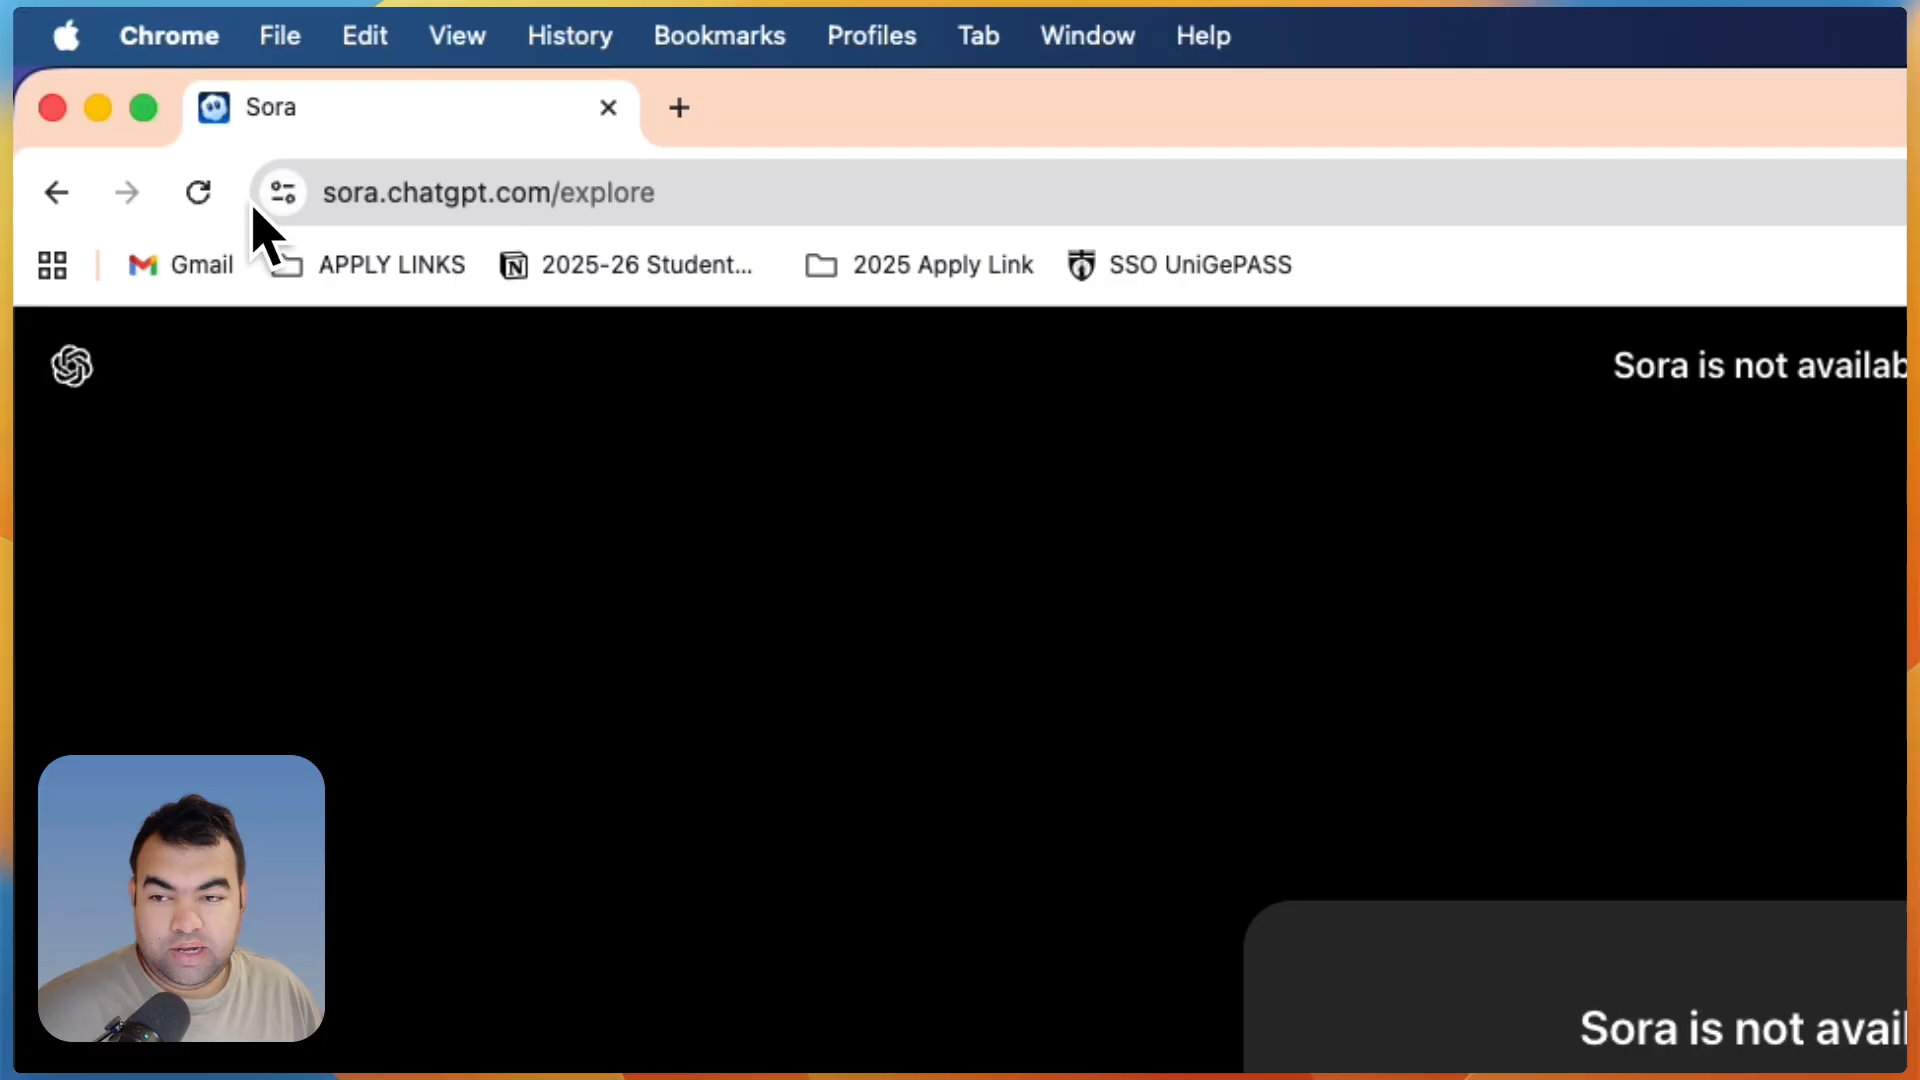 Chrome File Edit View History Bookmarks Profiles Tab Window Help
Sora
sora.chatgpt.com/explore
Gmail APPLY LINKS 2025-26 Student... 2025 Apply Link SSO UniGePASS
Sora is not availab
Sora is not avail